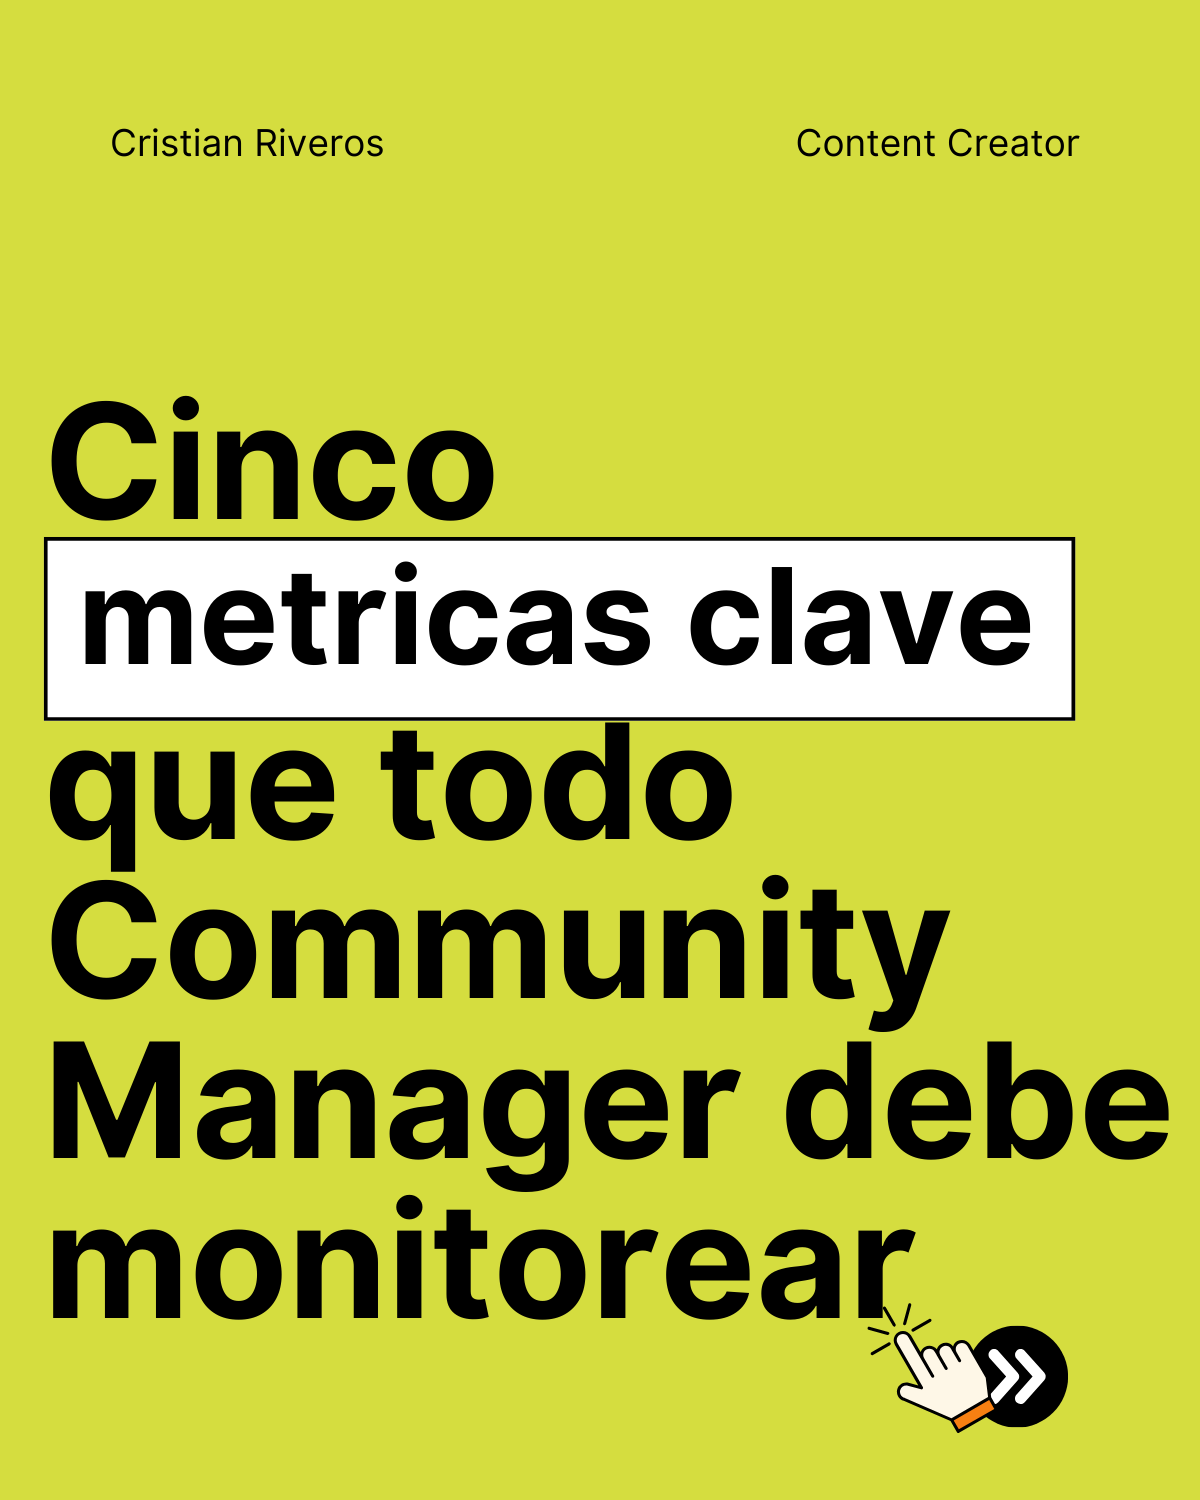 Cristian Riveros
Content Creator
Cinco
metricas clave
que todo
Community
Manager debe
monitorear